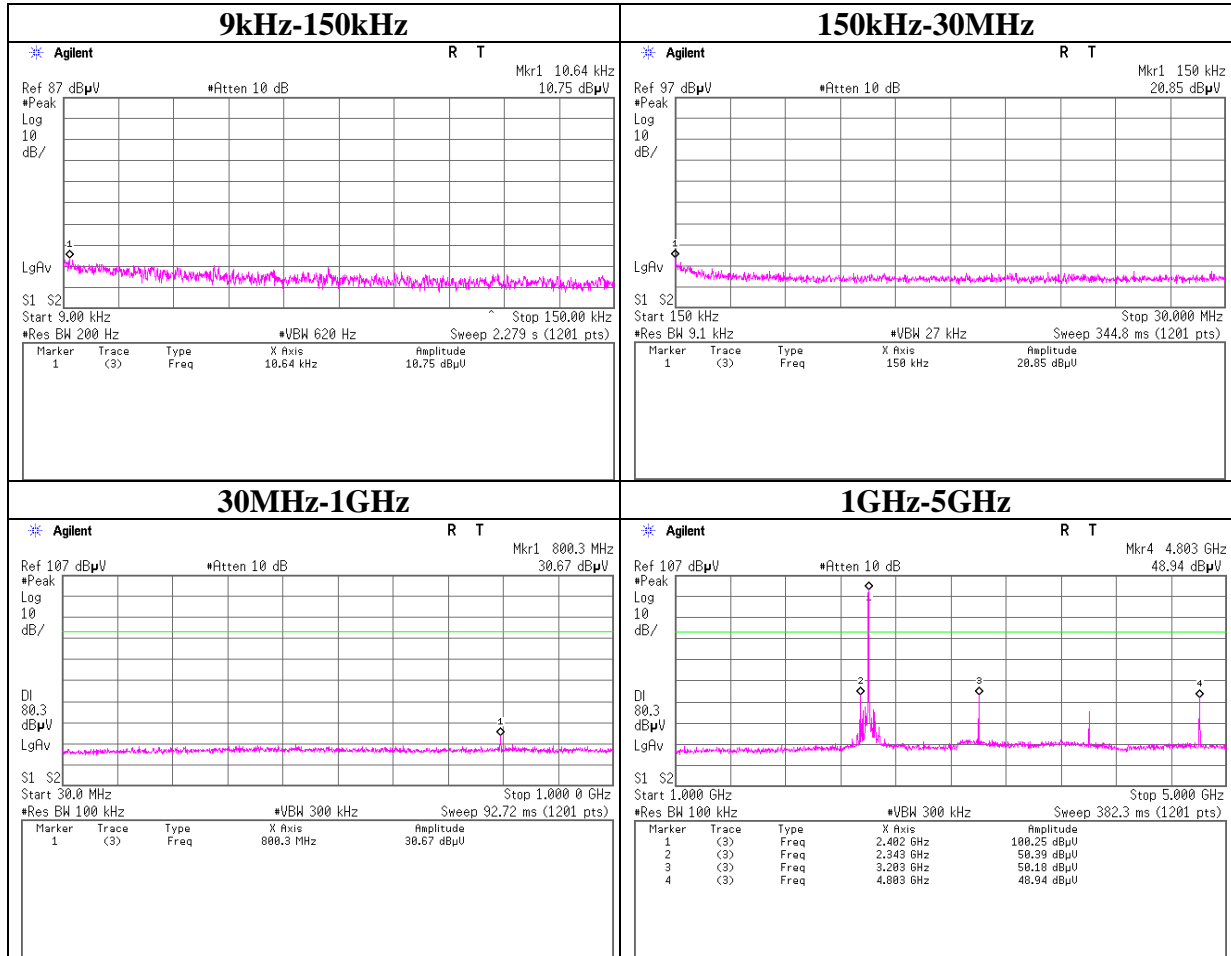 9kHz-150kHz
Agilent R T
Mkr1 10.64 kHz
Ref 87 dBµV #Atten 10 dB 10.75 dBµV
#Peak
Log
10
dB/
1
LgAv
S1 S2
Start 9.00 kHz ^ Stop 150.00 kHz
#Res BW 200 Hz #VBW 620 Hz Sweep 2.279 s (1201 pts)
Marker Trace Type X Axis Amplitude
1 (3) Freq 10.64 kHz 10.75 dBµV
150kHz-30MHz
Agilent R T
Mkr1 150 kHz
Ref 97 dBµV #Atten 10 dB 20.85 dBµV
#Peak
Log
10
dB/
1
LgAv
S1 S2
Start 150 kHz Stop 30.000 MHz
#Res BW 9.1 kHz #VBW 27 kHz Sweep 344.8 ms (1201 pts)
Marker Trace Type X Axis Amplitude
1 (3) Freq 150 kHz 20.85 dBµV
30MHz-1GHz
Agilent R T
Mkr1 800.3 MHz
Ref 107 dBµV #Atten 10 dB 30.67 dBµV
#Peak
Log
10
dB/
DI
80.3
dBµV
1
LgAv
S1 S2
Start 30.0 MHz Stop 1.000 0 GHz
#Res BW 100 kHz #VBW 300 kHz Sweep 92.72 ms (1201 pts)
Marker Trace Type X Axis Amplitude
1 (3) Freq 800.3 MHz 30.67 dBµV
1GHz-5GHz
Agilent R T
Mkr4 4.803 GHz
Ref 107 dBµV #Atten 10 dB 48.94 dBµV
#Peak
Log
10
dB/
1
2 3 4
DI
80.3
dBµV
LgAv
S1 S2
Start 1.000 GHz Stop 5.000 GHz
#Res BW 100 kHz #VBW 300 kHz Sweep 382.3 ms (1201 pts)
Marker Trace Type X Axis Amplitude
1 (3) Freq 2.402 GHz 100.25 dBµV
2 (3) Freq 2.343 GHz 50.39 dBµV
3 (3) Freq 3.203 GHz 50.18 dBµV
4 (3) Freq 4.803 GHz 48.94 dBµV